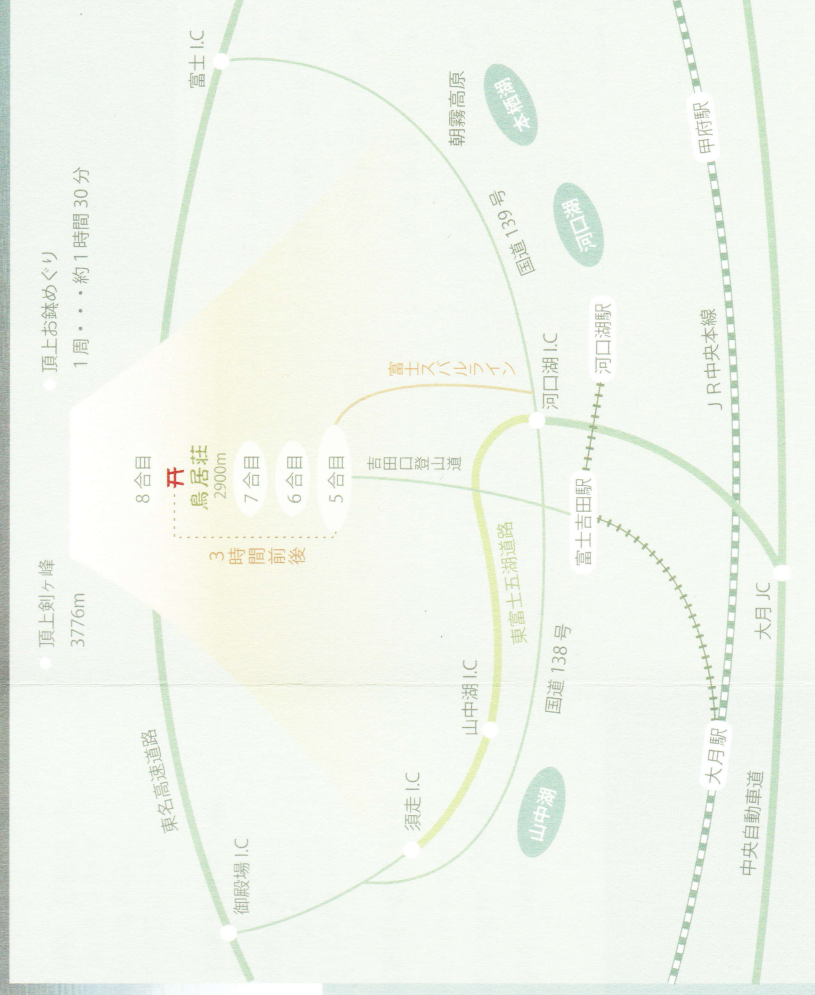 頂上剣ヶ峰
3776m
頂上お鉢めぐり
1周・・・約1時間30分
8合目
鳥居荘
2900m
7合目
6合目
5合目
3時間前後
東名高速道路
御殿場 I.C
富士 I.C
須走 I.C
山中湖 I.C
吉田口登山道
富士スバルライン
朝霧高原
本栖湖
国道139号
河口湖
東富士五湖道路
河口湖 I.C
山中湖
国道138号
富士吉田駅
河口湖駅
大月駅
JR中央本線
甲府駅
中央自動車道
大月 JC